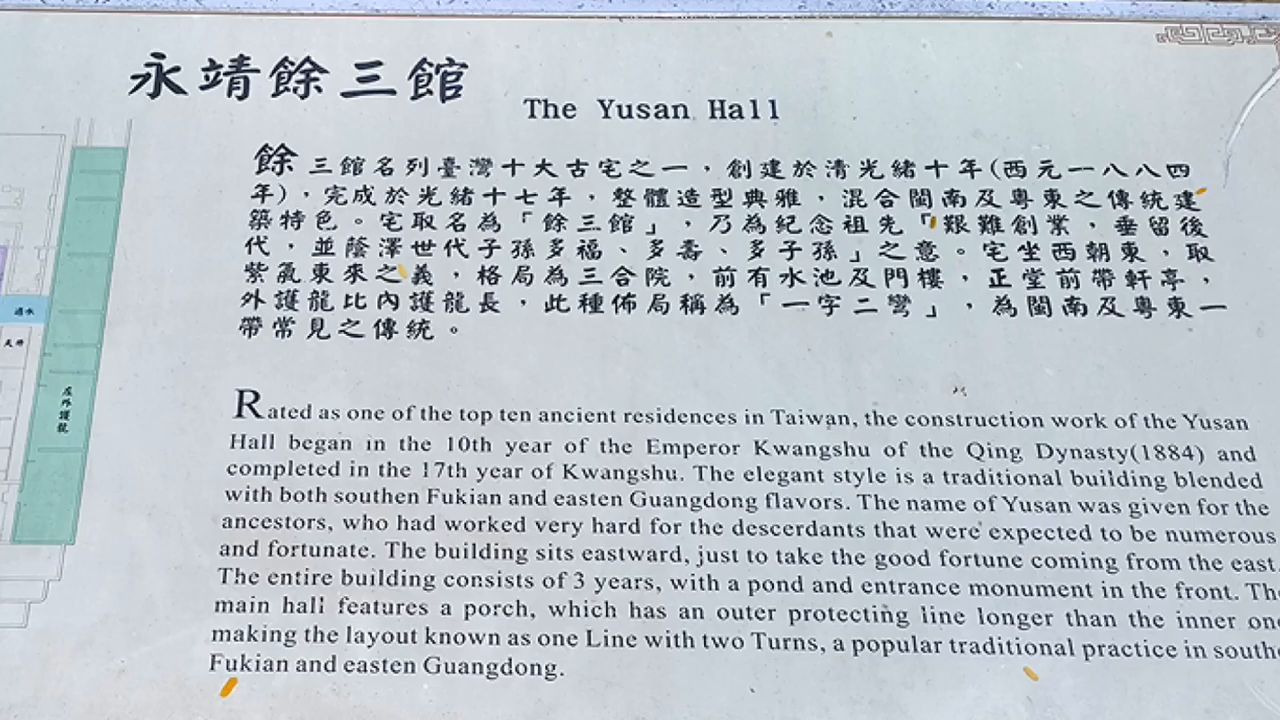 永靖餘三館
The Yusan Hall
餘三館名列臺灣十大古宅之一，創建於清光緒十年(西元一八八四
年)，完成於光緒十七年，整體造型典雅，混合閩南及粵東之傳統建
築特色。宅取名為「餘三館」，乃為紀念祖先「艱難創業，垂留後
代，並蔭澤世代子孫多福、多壽、多子孫」之意。宅坐西朝東，取
紫氣東來之義，格局為三合院，前有水池及門樓，正堂前帶軒亭，
外護龍比內護龍長，此種佈局稱為「一字二彎」，為閩南及粵東一
帶常見之傳統。
Rated as one of the top ten ancient residences in Taiwan, the construction work of the Yusan
Hall began in the 10th year of the Emperor Kwangshu of the Qing Dynasty(1884) and
completed in the 17th year of Kwangshu. The elegant style is a traditional building blended
with both southen Fukian and easten Guangdong flavors. The name of Yusan was given for the
ancestors, who had worked very hard for the descerdants that were expected to be numerous
and fortunate. The building sits eastward, just to take the good fortune coming from the east.
The entire building consists of 3 years, with a pond and entrance monument in the front. The
main hall features a porch, which has an outer protecting line longer than the inner one
making the layout known as one Line with two Turns, a popular traditional practice in southe
Fukian and easten Guangdong.
過水
天井
左外護龍